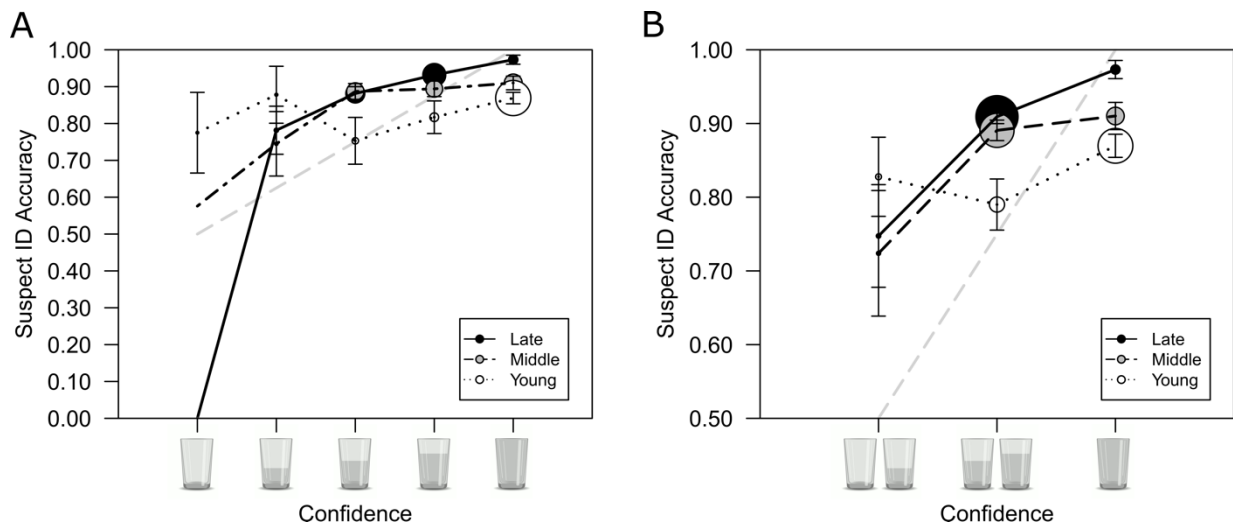 A
Suspect ID Accuracy
1.00
0.90
0.80
0.70
0.60
0.50
0.40
0.30
0.20
0.10
0.00
Late
Middle
Young
Confidence
B
Suspect ID Accuracy
1.00
0.90
0.80
0.70
0.60
0.50
Late
Middle
Young
Confidence